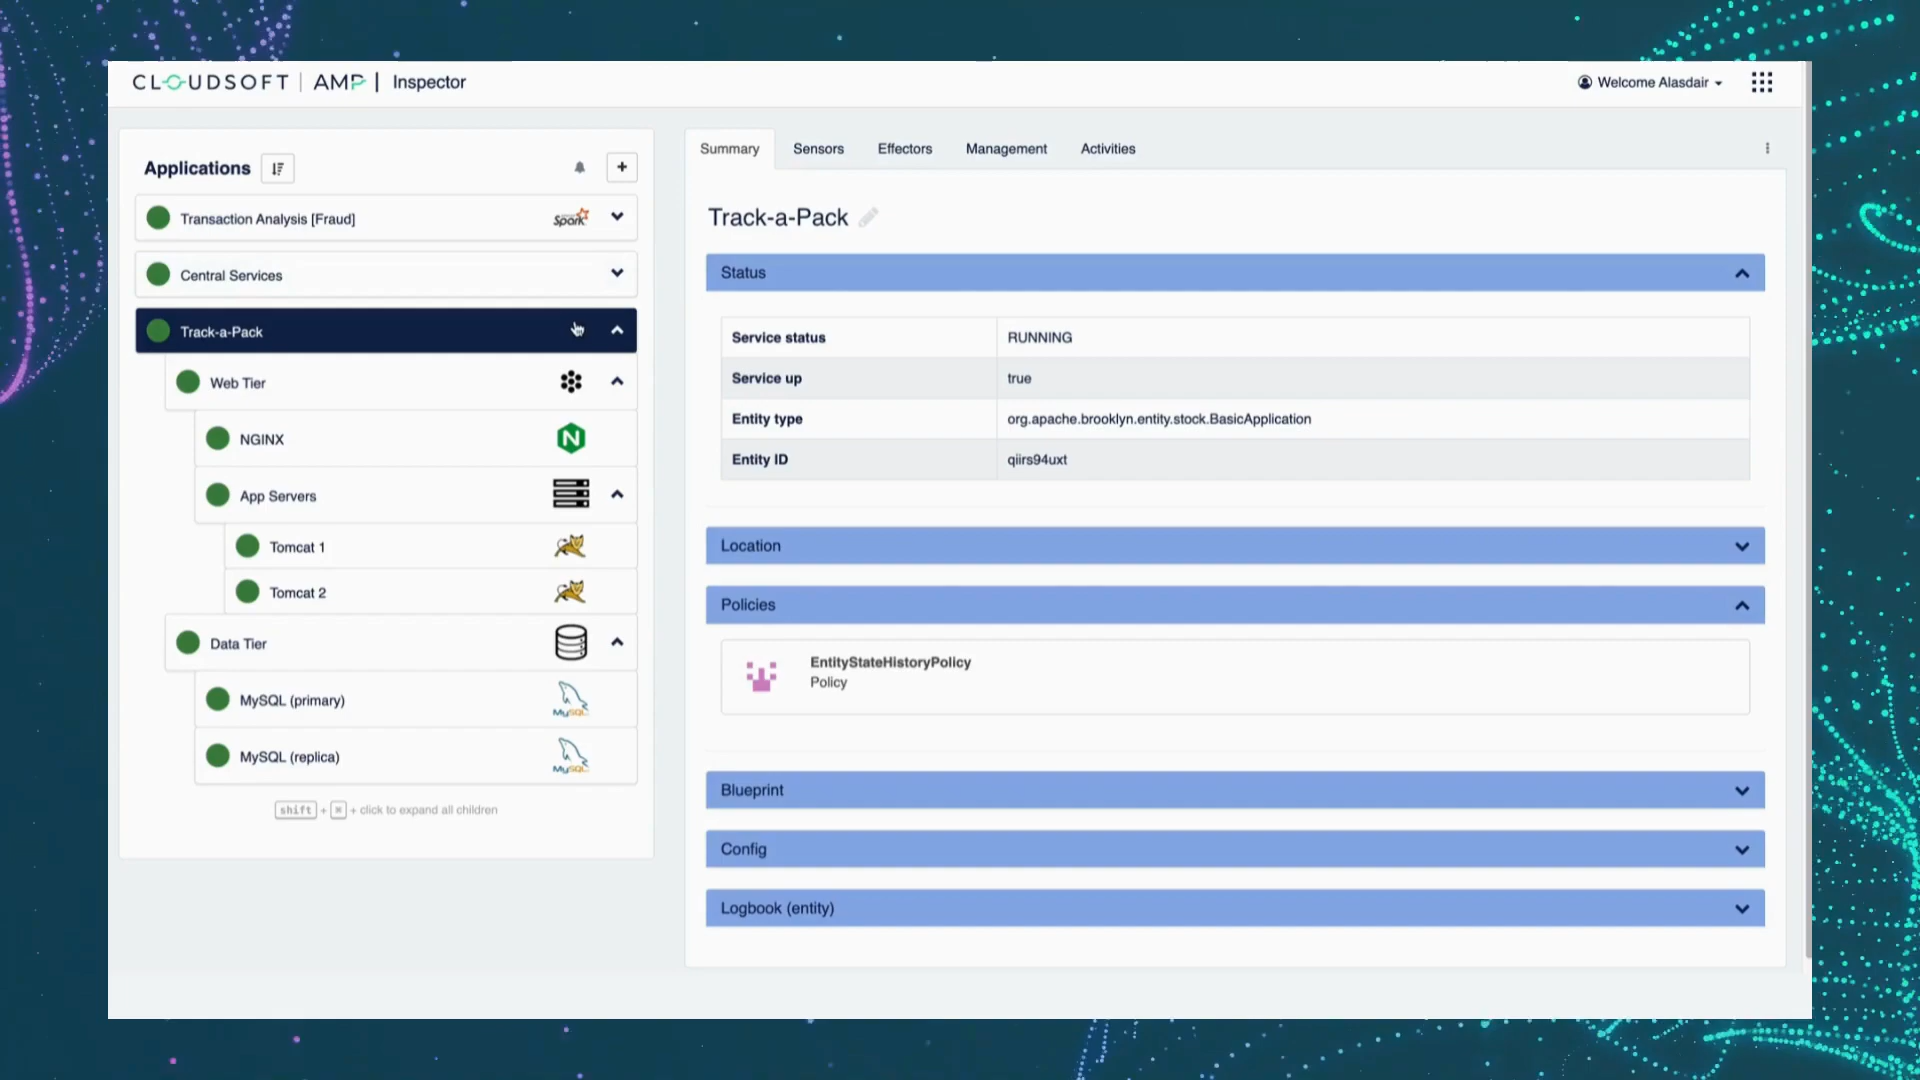 CLOUDSOFT | AMP | Inspector
Welcome Alasdair
Applications
+
Transaction Analysis [Fraud]
Spark
Central Services
Track-a-Pack
Web Tier
NGINX
N
App Servers
Tomcat 1
Tomcat 2
Data Tier
MySQL (primary)
MySQL
MySQL (replica)
MySQL
shift + ⌘ + click to expand all children
Summary
Sensors
Effectors
Management
Activities
Track-a-Pack
Status
Service status RUNNING
Service up true
Entity type org.apache.brooklyn.entity.stock.BasicApplication
Entity ID qiirs94uxt
Location
Policies
EntityStateHistoryPolicy
Policy
Blueprint
Config
Logbook (entity)